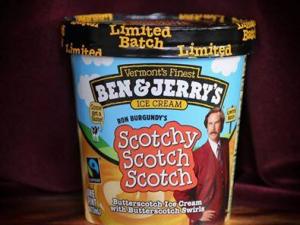 Limited
Batch
Limited
Vermont's Finest
BEN & JERRY'S
ICE CREAM
RON BURGUNDY'S
Scotchy
Scotch
Scotch
Butterscotch Ice Cream
with Butterscotch Swirls